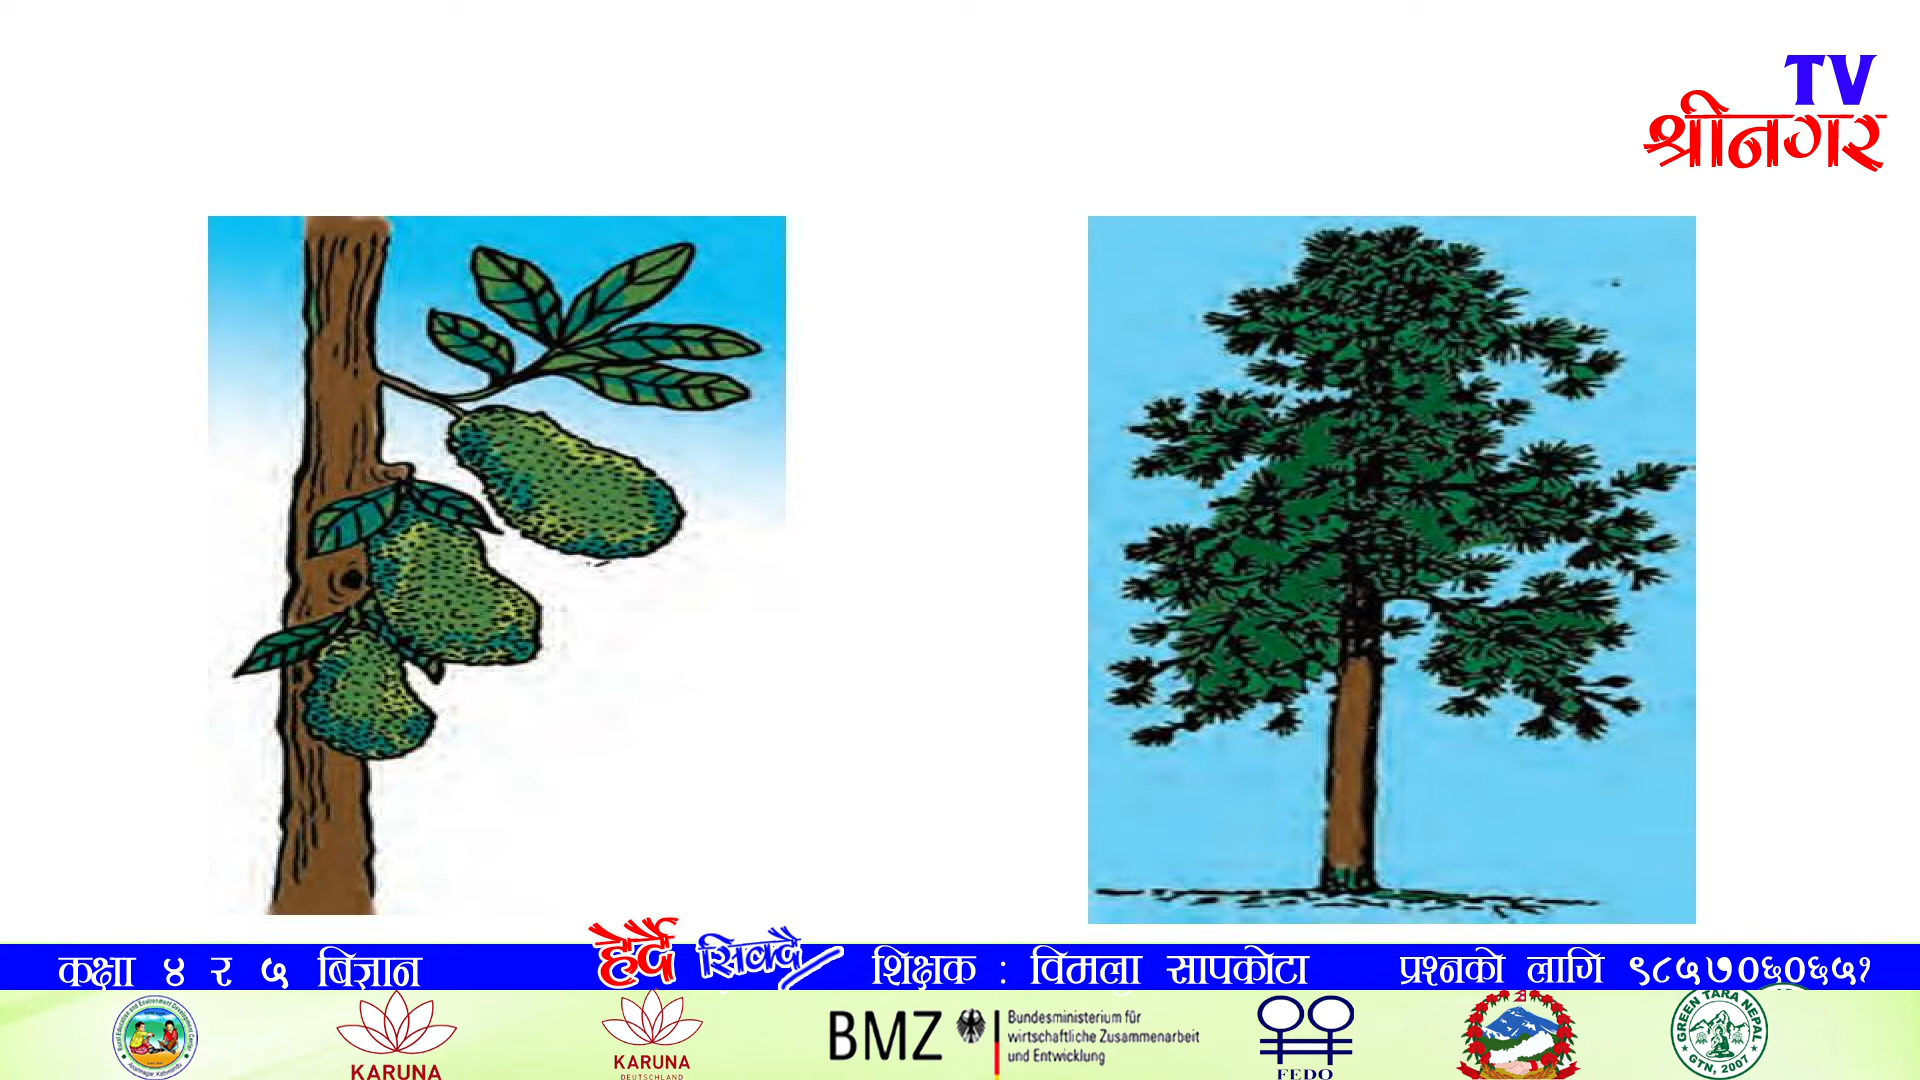 TV
श्रीनगर
कक्षा ४ र ५ बिज्ञान
हेर्दै सिक्दै
शिक्षक : विमला सापकोटा
प्रश्नको लागि ९८५७०६०६५१
KARUNA
KARUNA
DEUTSCHLAND
BMZ
Bundesministerium für
wirtschaftliche Zusammenarbeit
und Entwicklung
FEDO
GREEN TARA NEPAL
GTN, 2007